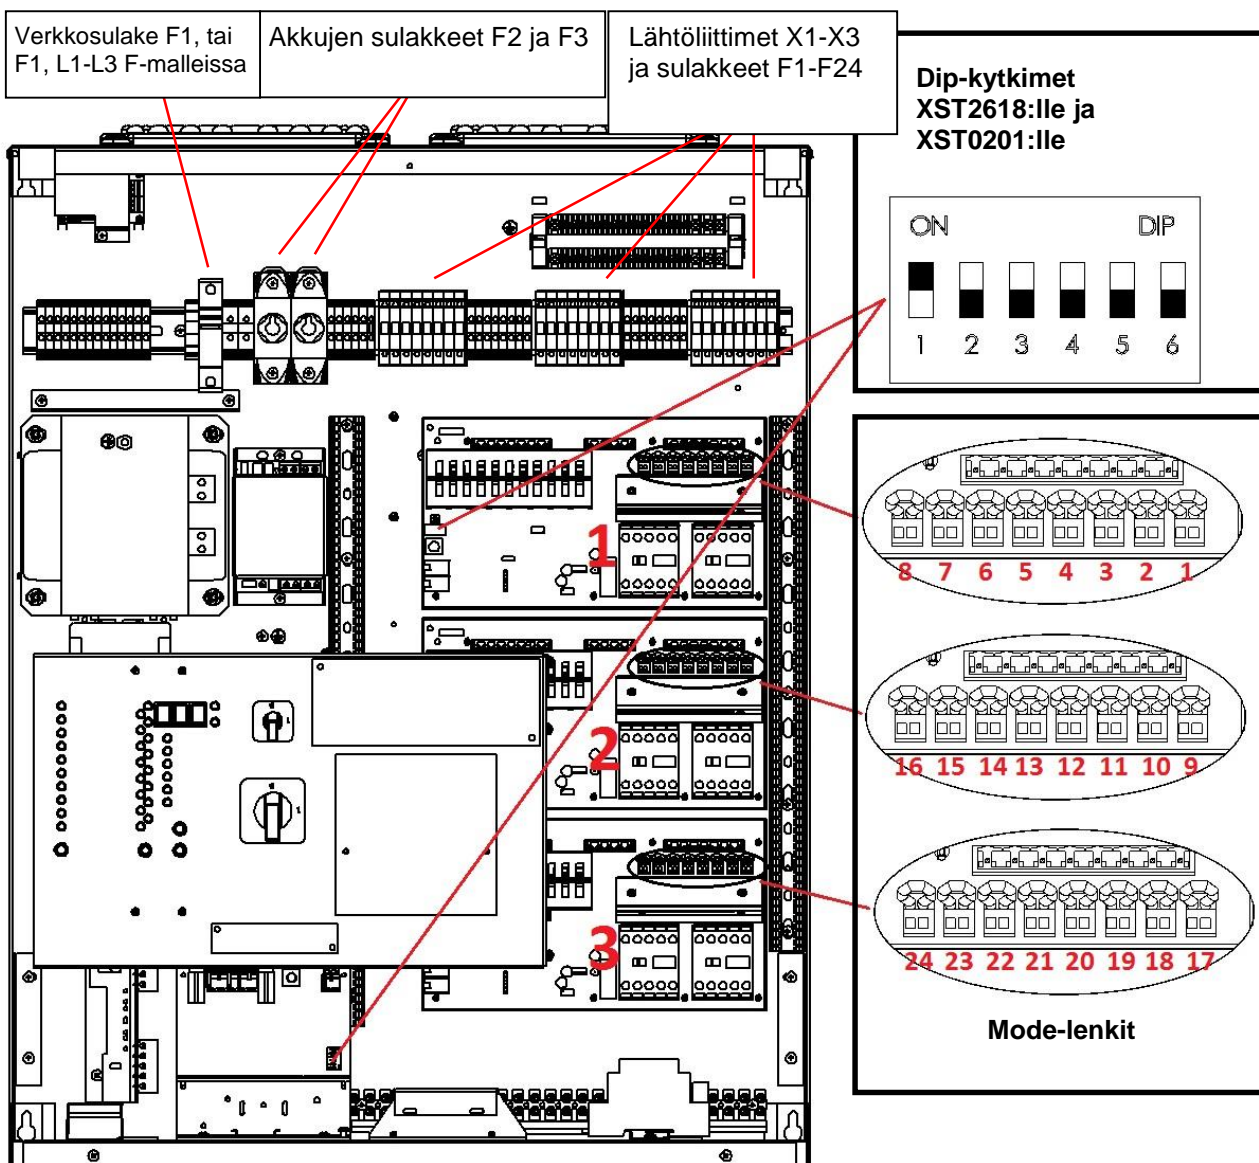 Verkkosulake F1, tai
F1, L1-L3 F-malleissa
Akkujen sulakkeet F2 ja F3
Lähtöliittimet X1-X3
ja sulakkeet F1-F24
Dip-kytkimet
XST2618:lle ja
XST0201:lle
ON DIP
1 2 3 4 5 6
1
8 7 6 5 4 3 2 1
2
16 15 14 13 12 11 10 9
3
24 23 22 21 20 19 18 17
Mode-lenkit